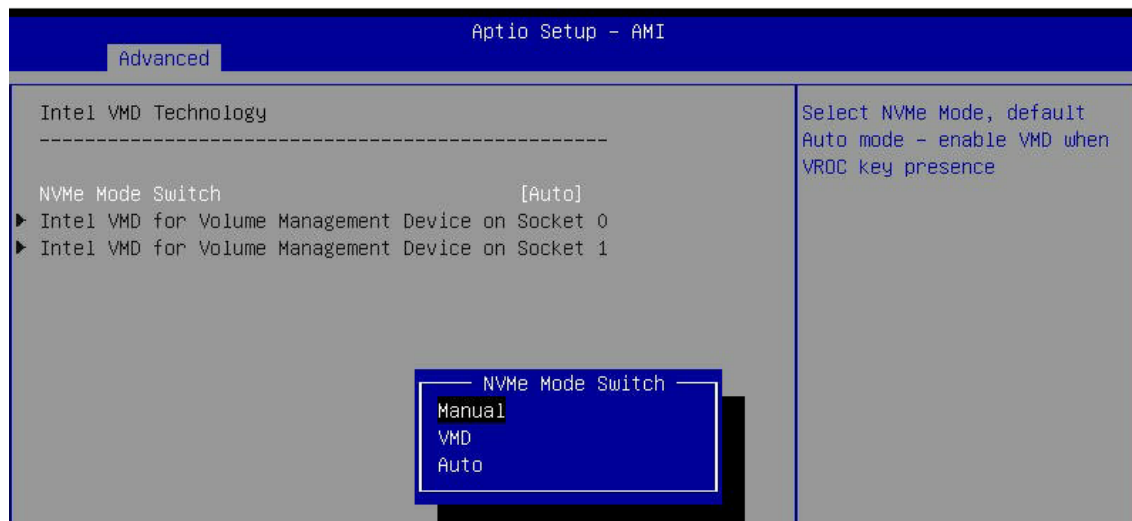 Aptio Setup – AMI
Advanced
Intel VMD Technology
------------------------------------------------------
NVMe Mode Switch [Auto]
Intel VMD for Volume Management Device on Socket 0
Intel VMD for Volume Management Device on Socket 1
Select NVMe Mode, default
Auto mode – enable VMD when
VROC key presence
NVMe Mode Switch
Manual
VMD
Auto